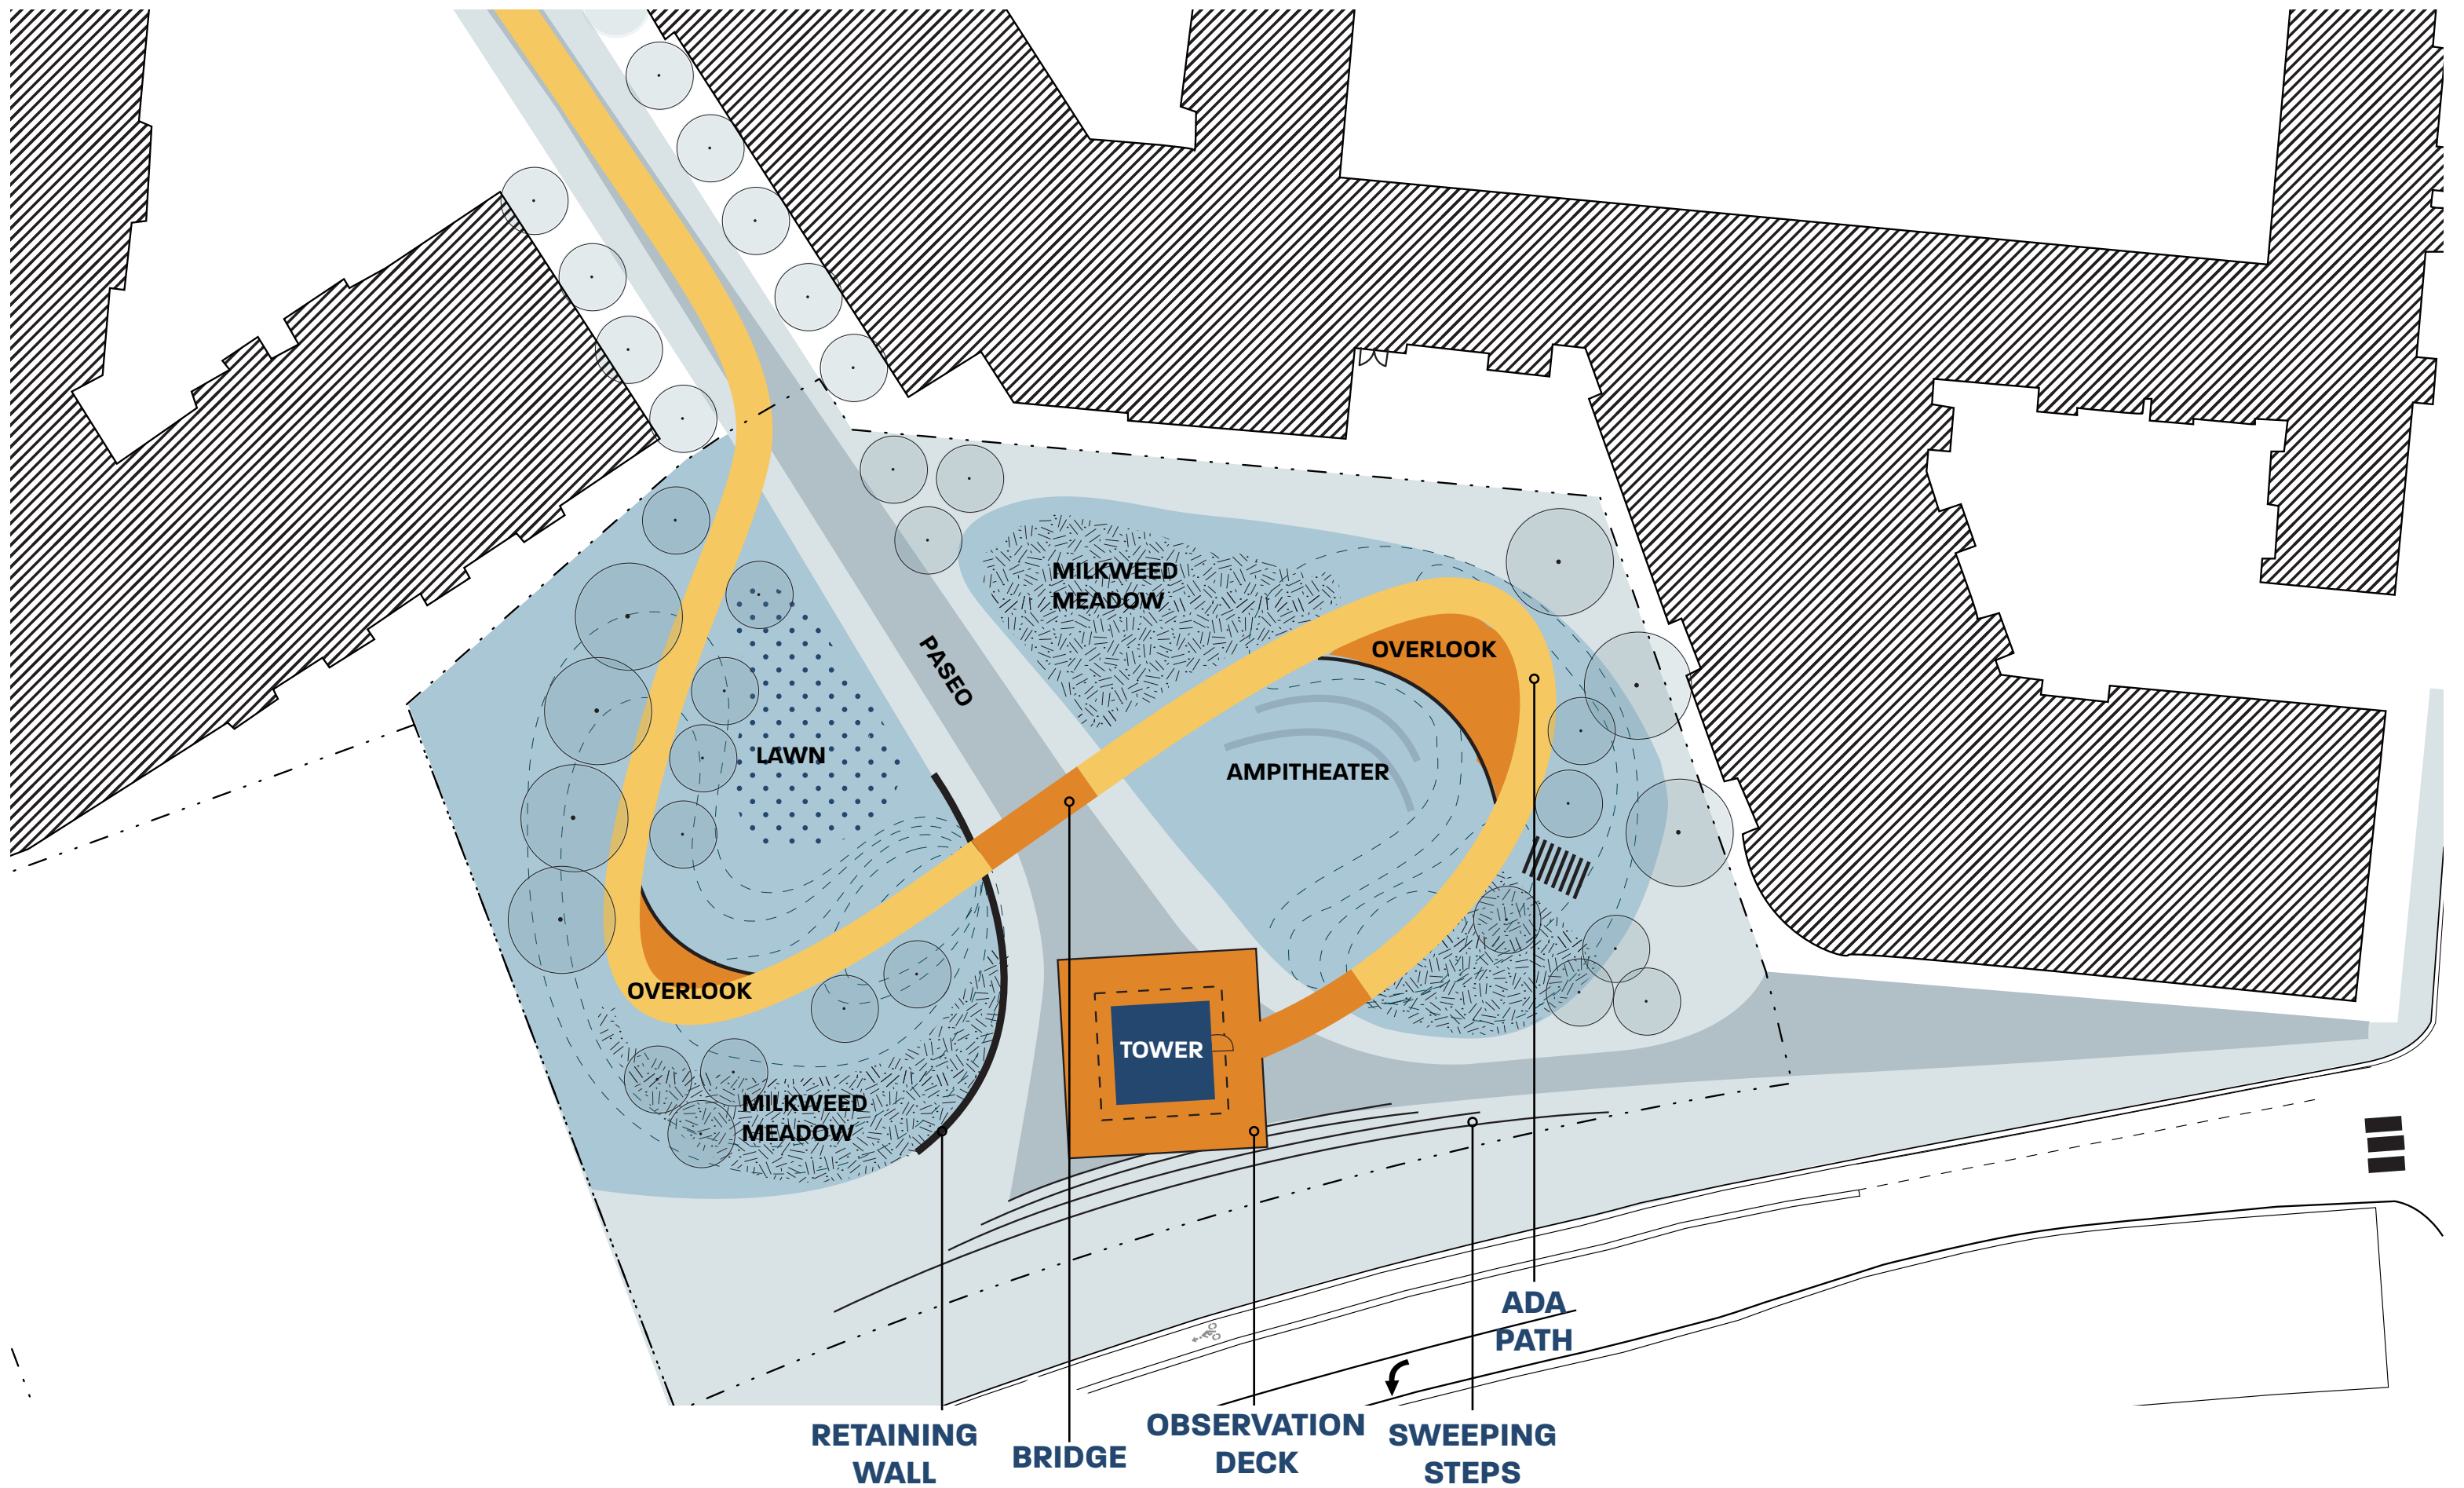 MILKWEED
MEADOW
OVERLOOK
PASEO
LAWN
AMPITHEATER
OVERLOOK
TOWER
MILKWEED
MEADOW
ADA
PATH
RETAINING
WALL
BRIDGE
OBSERVATION
DECK
SWEEPING
STEPS